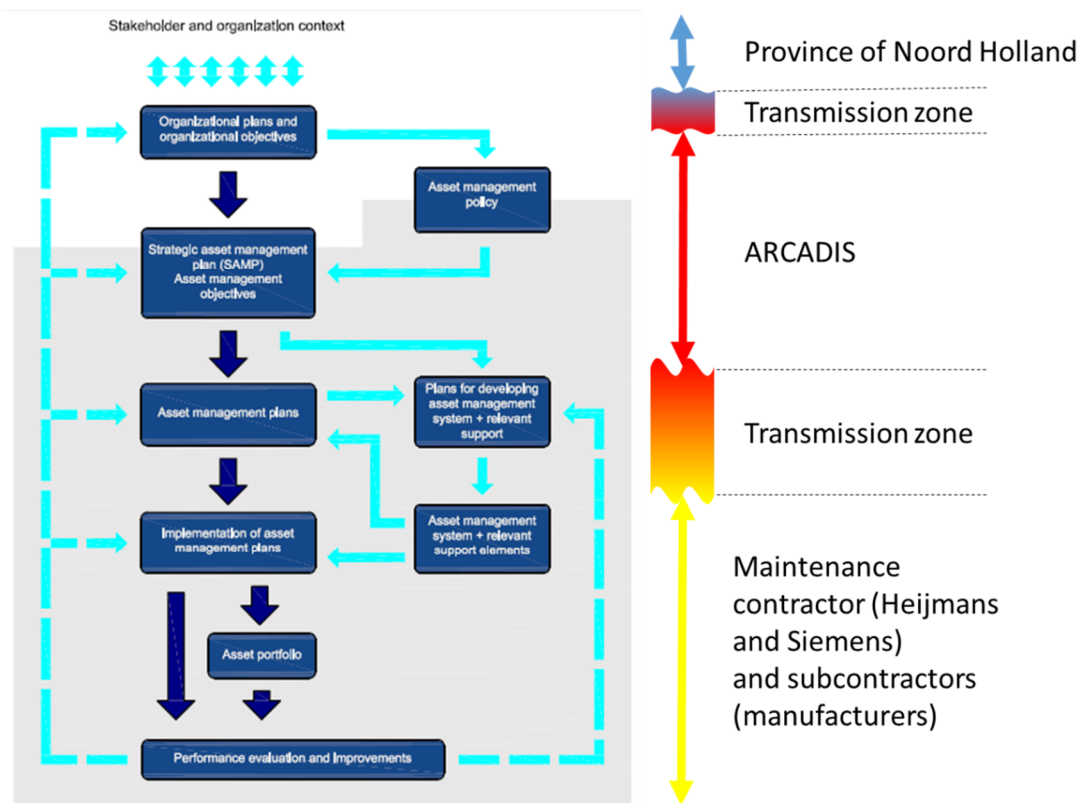 Stakeholder and organization context
Organizational plans and
organizational objectives
Asset management
policy
Strategic asset management
plan (SAMP)
Asset management
objectives
Asset management plans
Plans for developing
asset management
system + relevant
support
Implementation of asset
management plans
Asset management
system + relevant
support elements
Asset portfolio
Performance evaluation and Improvements
Province of Noord Holland
Transmission zone
ARCADIS
Transmission zone
Maintenance
contractor (Heijmans
and Siemens)
and subcontractors
(manufacturers)